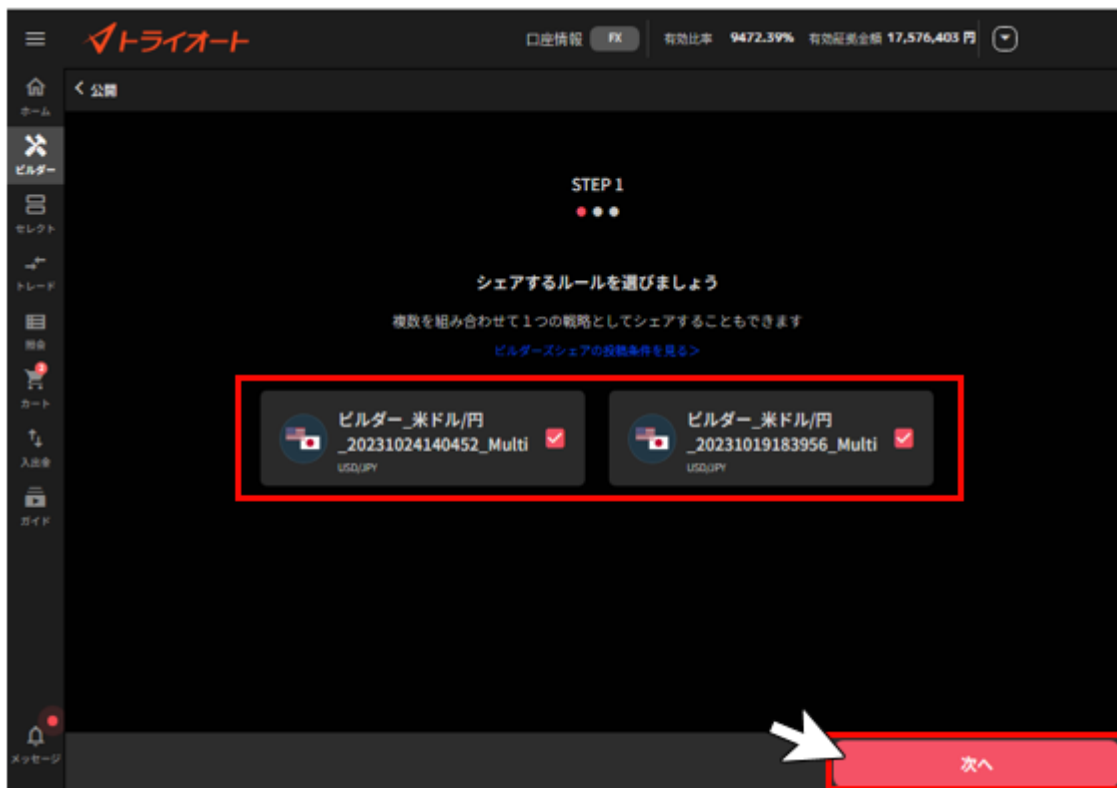 トライオート
口座情報 FX 有効比率 9472.39% 有効証拠金額 17,576,403 円
ホーム
< 公開
ビルダー
セレクト
トレード
照会
カート
入出金
ガイド
メッセージ
STEP 1
シェアするルールを選びましょう
複数を組み合わせて1つの戦略としてシェアすることもできます
ビルダーズシェアの投稿条件を見る>
ビルダー_米ドル/円
_20231024140452_Multi
USD/JPY
ビルダー_米ドル/円
_20231019183956_Multi
USD/JPY
次へ